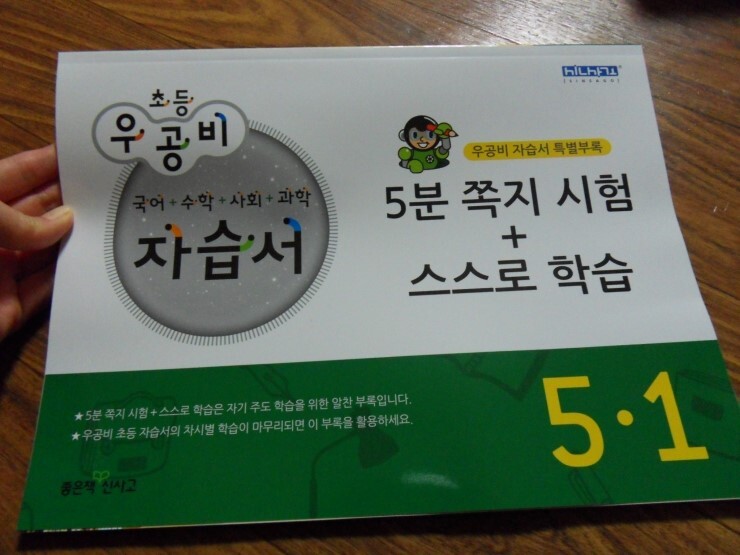 초등
우공비
국어+수학+사회+과학
자습서
우공비 자습서 특별부록
5분 쪽지 시험
+
스스로 학습
★5분 쪽지 시험+스스로 학습은 자기 주도 학습을 위한 알찬 부록입니다.
★우공비 초등 자습서의 차시별 학습이 마무리되면 이 부록을 활용하세요.
5·1
좋은책 신사고